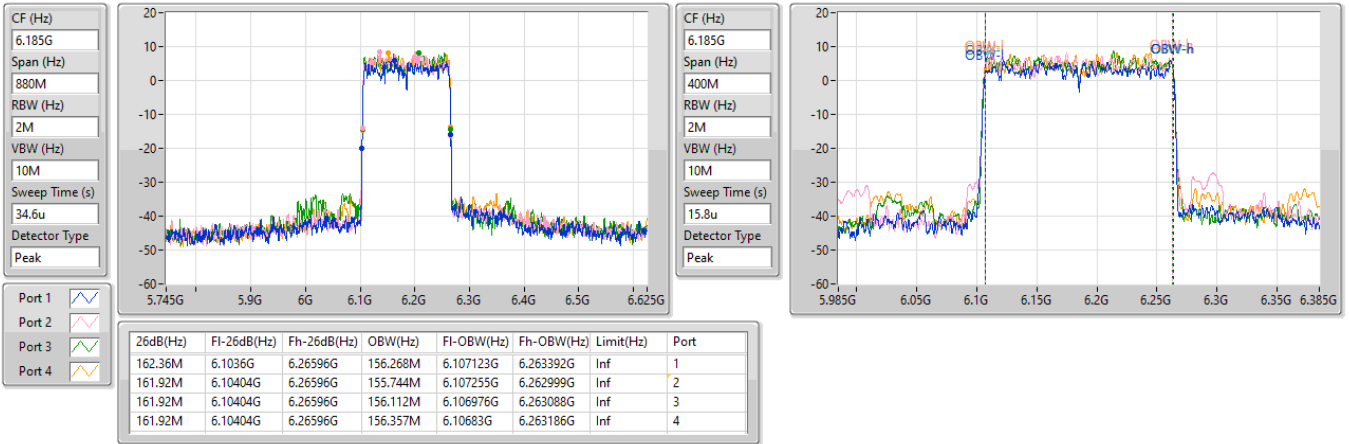 CF (Hz)
6.185G
Span (Hz)
880M
RBW (Hz)
2M
VBW (Hz)
10M
Sweep Time (s)
34.6u
Detector Type
Peak
20
10
0
-10
-20
-30
-40
-50
-60
5.745G 5.9G 6G 6.1G 6.2G 6.3G 6.4G 6.5G 6.625G
CF (Hz)
6.185G
Span (Hz)
400M
RBW (Hz)
2M
VBW (Hz)
10M
Sweep Time (s)
15.8u
Detector Type
Peak
20
10
0
-10
-20
-30
-40
-50
-60
OBW-h
5.985G 6.05G 6.1G 6.15G 6.2G 6.25G 6.3G 6.35G 6.385G
Port 1
Port 2
Port 3
Port 4
26dB(Hz) Fl-26dB(Hz) Fh-26dB(Hz) OBW(Hz) Fl-OBW(Hz) Fh-OBW(Hz) Limit(Hz) Port
162.36M 6.1036G 6.26596G 156.268M 6.107123G 6.263392G Inf 1
161.92M 6.10404G 6.26596G 155.744M 6.107255G 6.262999G Inf 2
161.92M 6.10404G 6.26596G 156.112M 6.106976G 6.263088G Inf 3
161.92M 6.10404G 6.26596G 156.357M 6.10683G 6.263186G Inf 4